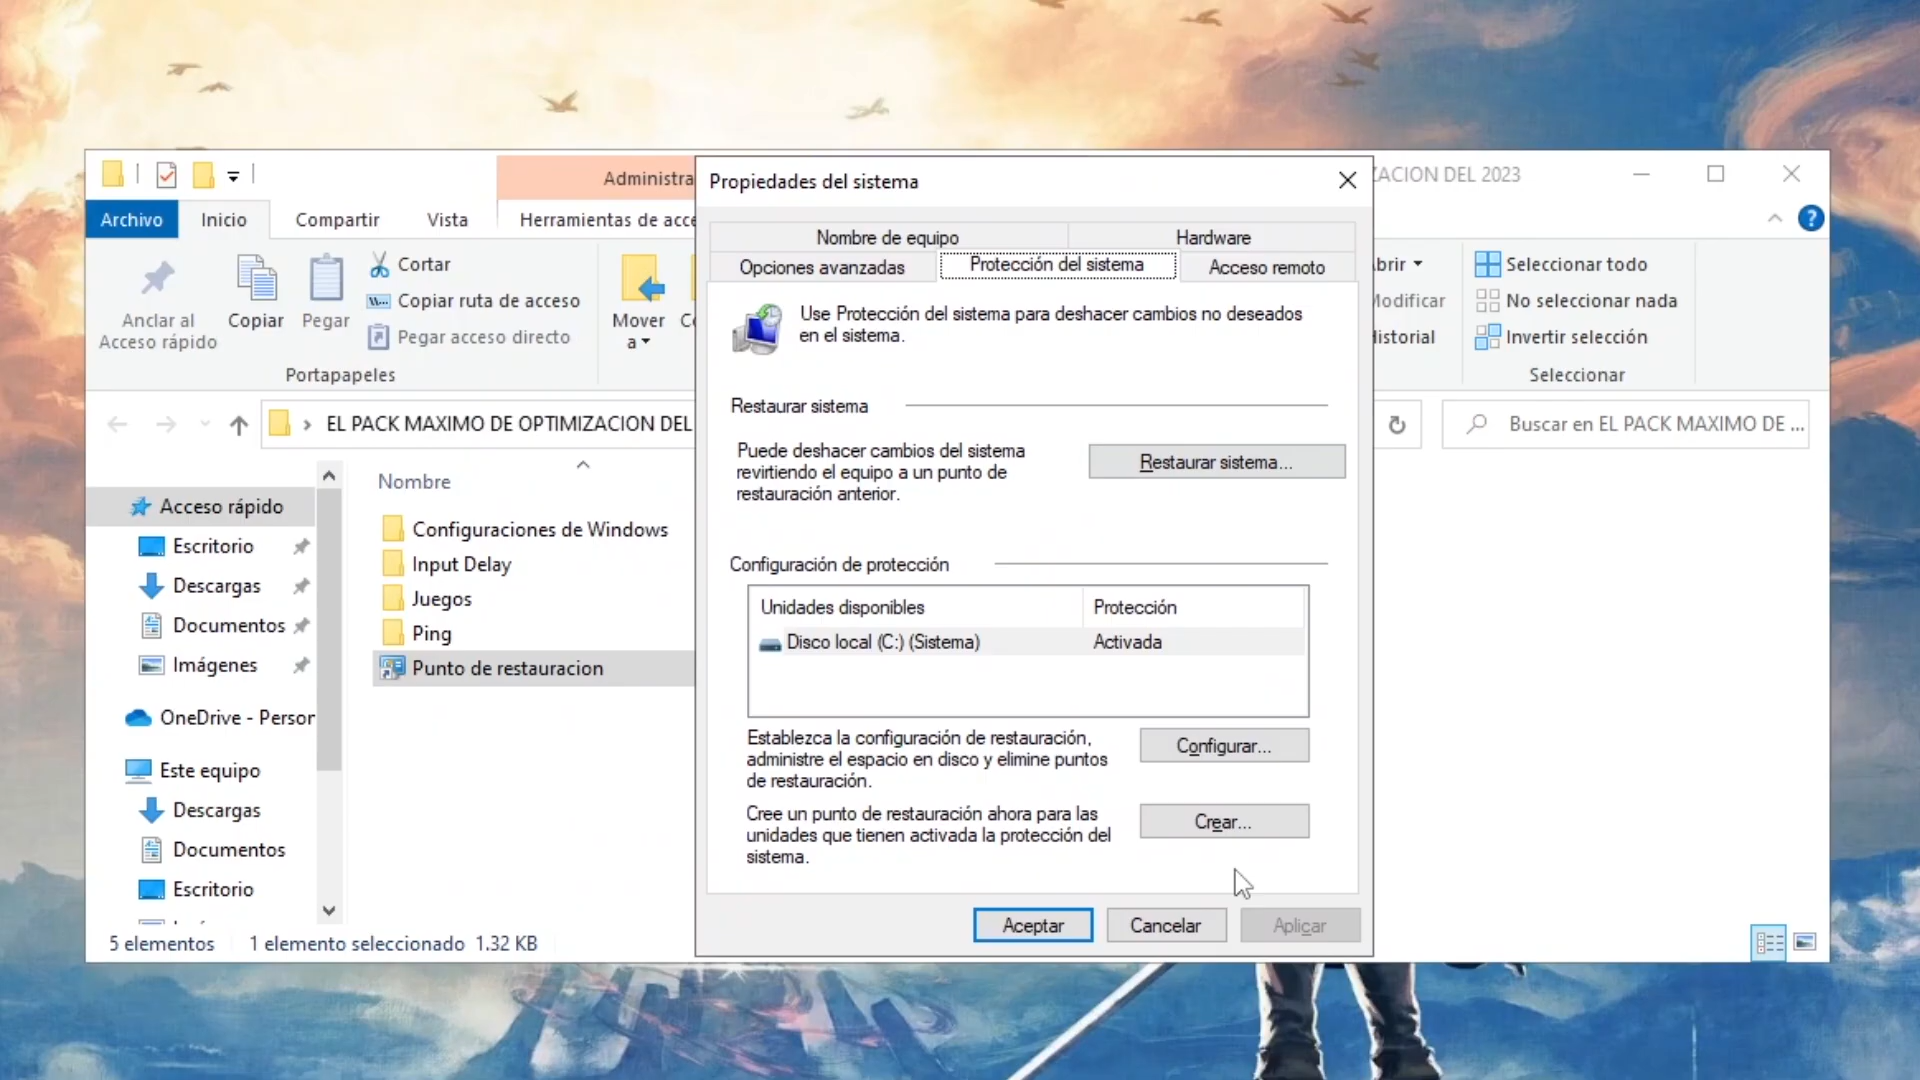 Administra
ZACION DEL 2023
Archivo
Inicio
Compartir
Vista
Herramientas de acce
Anclar al
Acceso rápido
Copiar
Pegar
Cortar
Copiar ruta de acceso
Pegar acceso directo
Portapapeles
Mover
a
Seleccionar todo
No seleccionar nada
Invertir selección
Seleccionar
Modificar
Historial
EL PACK MAXIMO DE OPTIMIZACION DEL
Buscar en EL PACK MAXIMO DE ...
Acceso rápido
Escritorio
Descargas
Documentos
Imágenes
OneDrive - Person
Este equipo
Descargas
Documentos
Escritorio
Nombre
Configuraciones de Windows
Input Delay
Juegos
Ping
Punto de restauracion
5 elementos
1 elemento seleccionado 1.32 KB
Propiedades del sistema
Nombre de equipo
Hardware
Opciones avanzadas
Protección del sistema
Acceso remoto
Use Protección del sistema para deshacer cambios no deseados
en el sistema.
Restaurar sistema
Puede deshacer cambios del sistema
revirtiendo el equipo a un punto de
restauración anterior.
Restaurar sistema...
Configuración de protección
Unidades disponibles
Protección
Disco local (C:) (Sistema)
Activada
Establezca la configuración de restauración,
administre el espacio en disco y elimine puntos
de restauración.
Configurar...
Cree un punto de restauración ahora para las
unidades que tienen activada la protección del
sistema.
Crear...
Aceptar
Cancelar
Aplicar